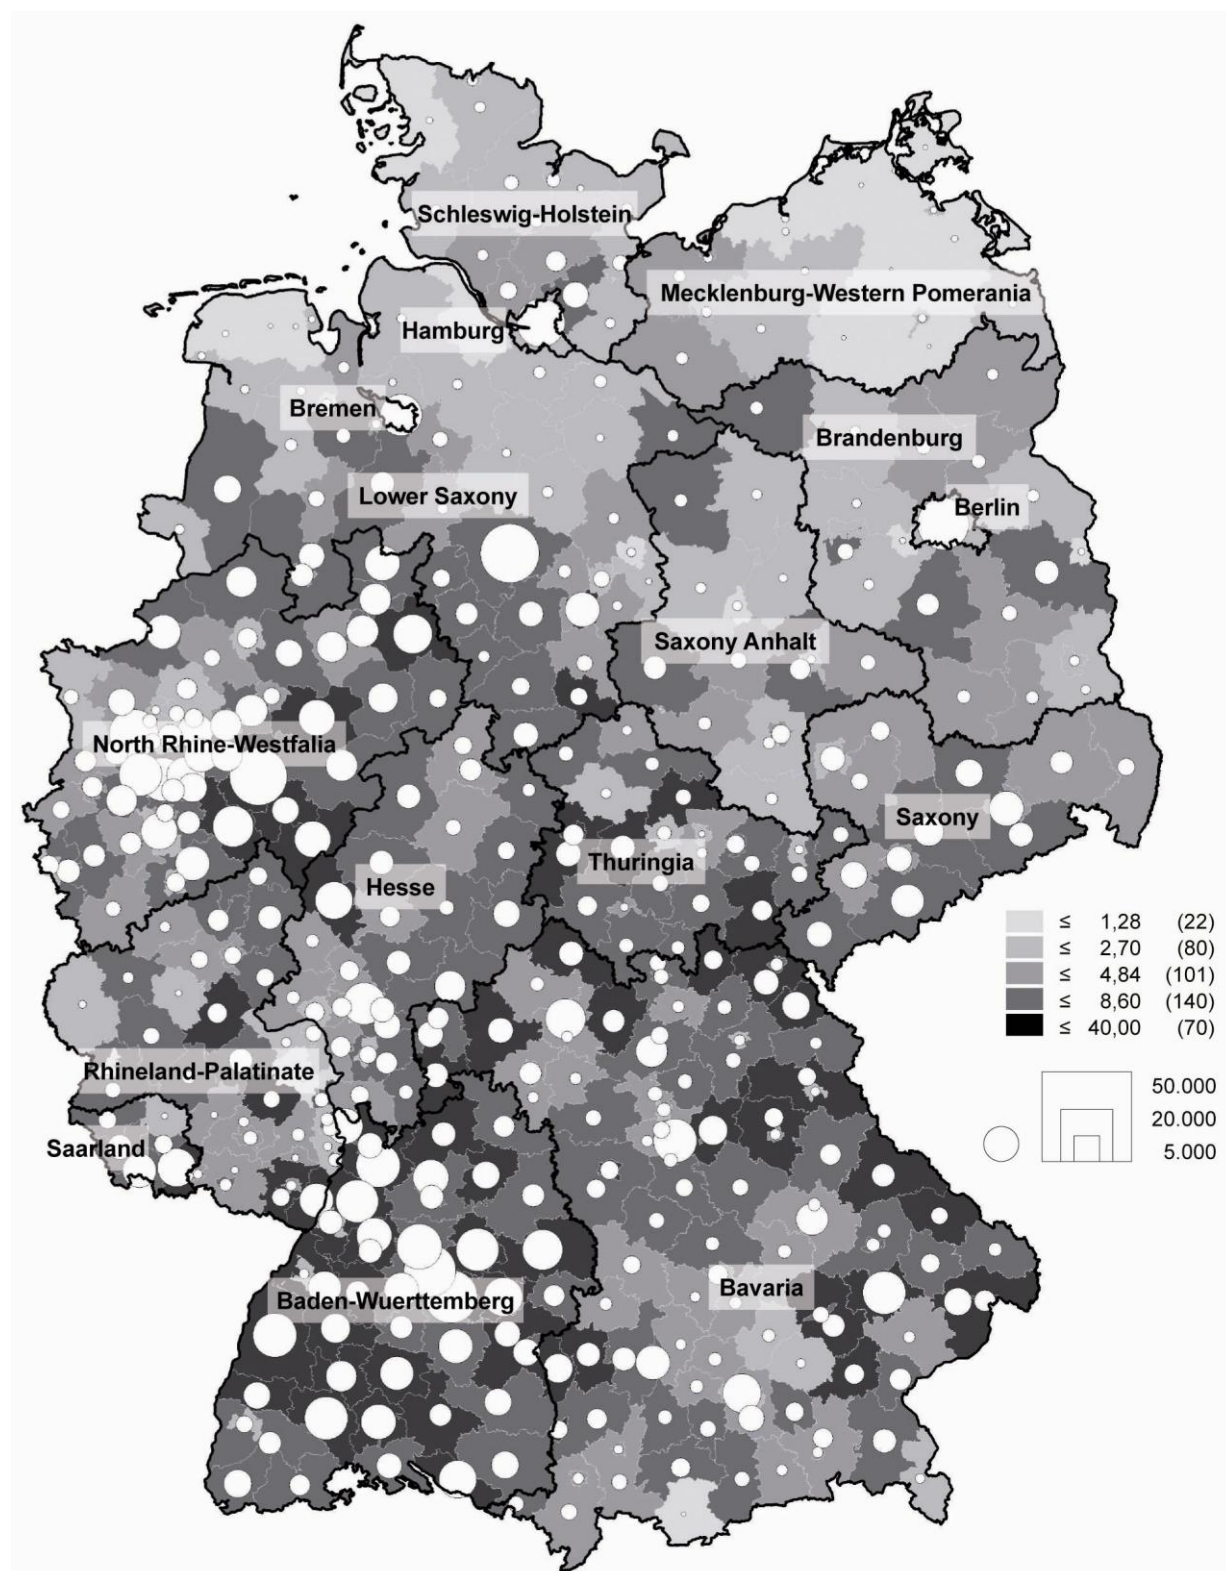 Schleswig-Holstein
Mecklenburg-Western Pomerania
Hamburg
Bremen
Brandenburg
Lower Saxony
Berlin
Saxony Anhalt
North Rhine-Westfalia
Saxony
Thuringia
Hesse
≤ 1,28 (22)
≤ 2,70 (80)
≤ 4,84 (101)
≤ 8,60 (140)
≤ 40,00 (70)
Rhineland-Palatinate
50.000
20.000
5.000
Saarland
Bavaria
Baden-Wuerttemberg